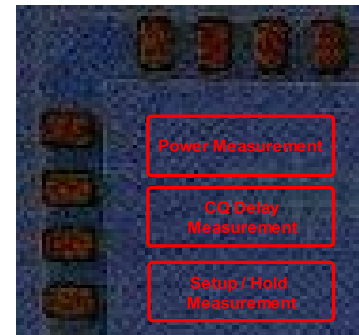 Power Measurement
CQ Delay
Measurement
Setup / Hold
Measurement